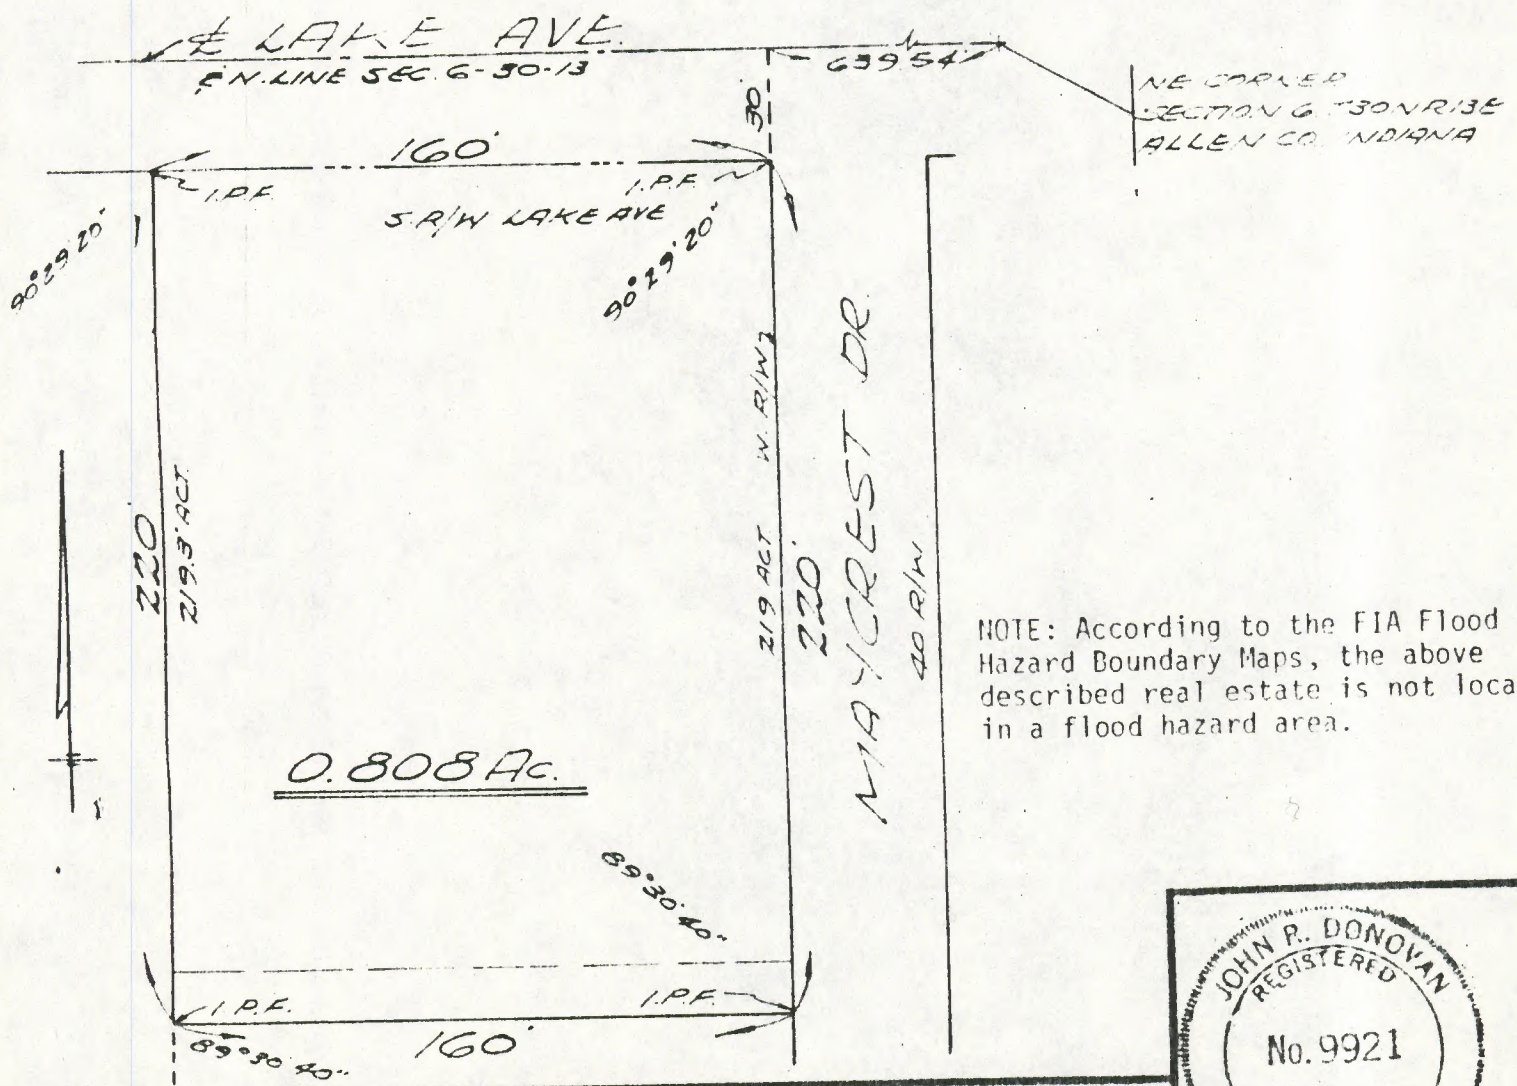 ℄ LAKE AVE.
& N. LINE SEC. 6-30-13
639.54'
30'
NE CORNER
SECTION 6 T30N R13E
ALLEN CO. INDIANA
160'
I.P.F.
I.P.F.
S. R/W LAKE AVE
90°29'20"
90°29'20"
W. R/W
MAYCREST DR.
40 R/W
220
219.3' ACT.
219 ACT
220'
NOTE: According to the FIA Flood
Hazard Boundary Maps, the above
described real estate is not loca
in a flood hazard area.
0.808 Ac.
89°30'40"
I.P.F.
I.P.F.
89°30'40"
160'
JOHN R. DONOVAN
REGISTERED
No. 9921